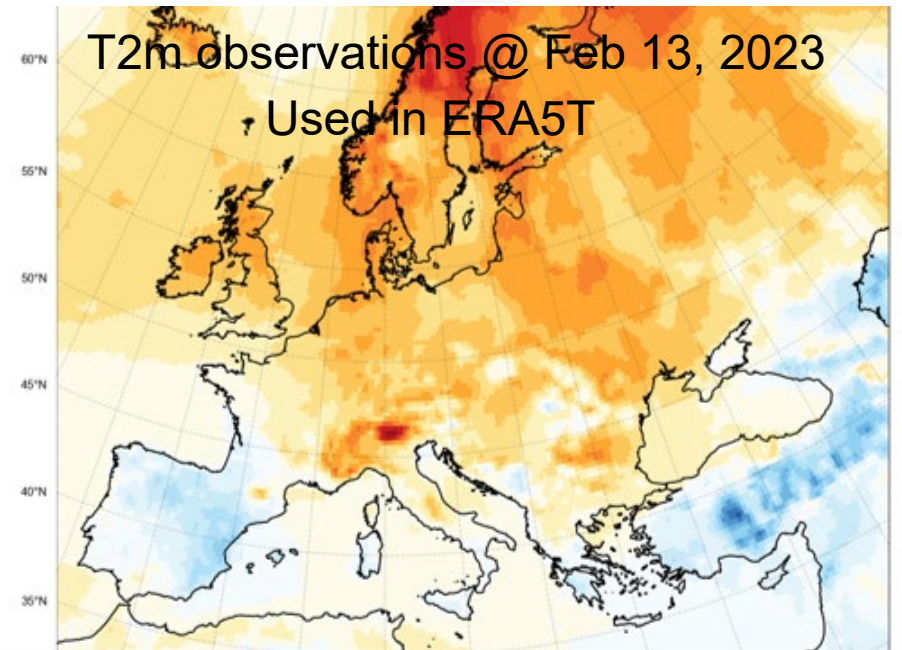 T2m observations @ Feb 13, 2023
Used in ERA5T
60°N
55°N
50°N
45°N
40°N
35°N